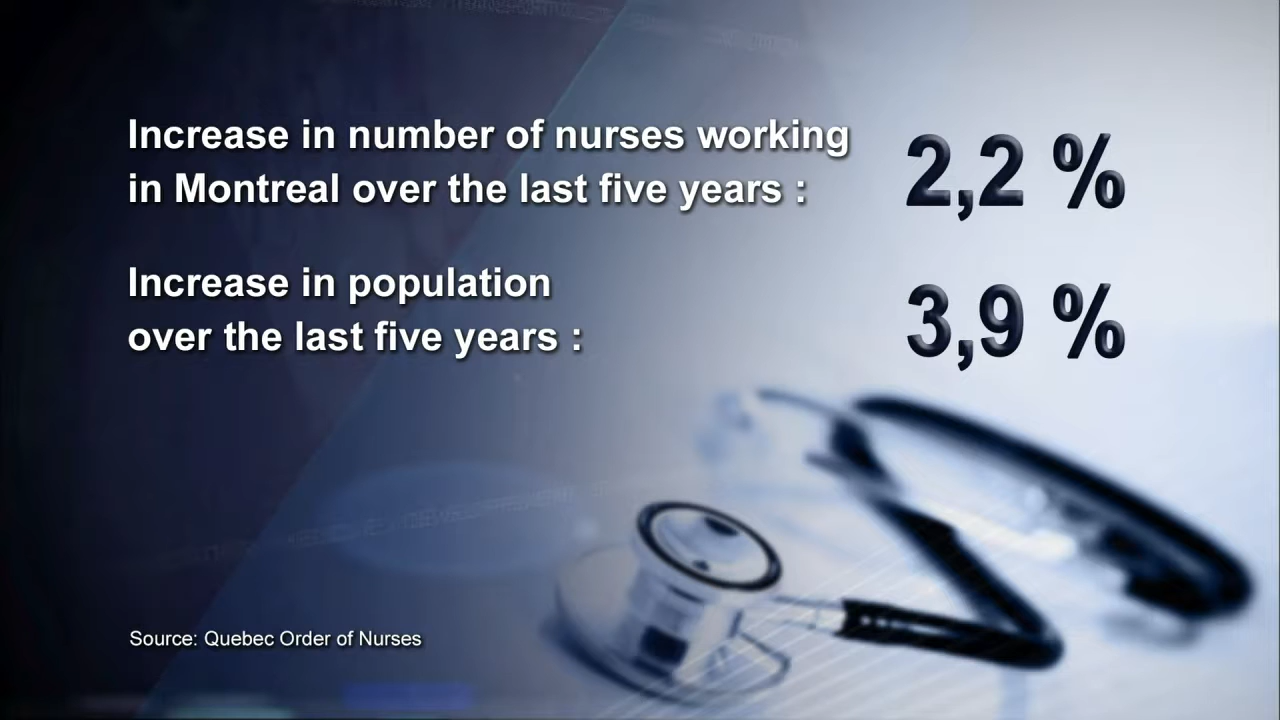 Increase in number of nurses working
in Montreal over the last five years : 2,2 %
Increase in population
over the last five years : 3,9 %
Source: Quebec Order of Nurses